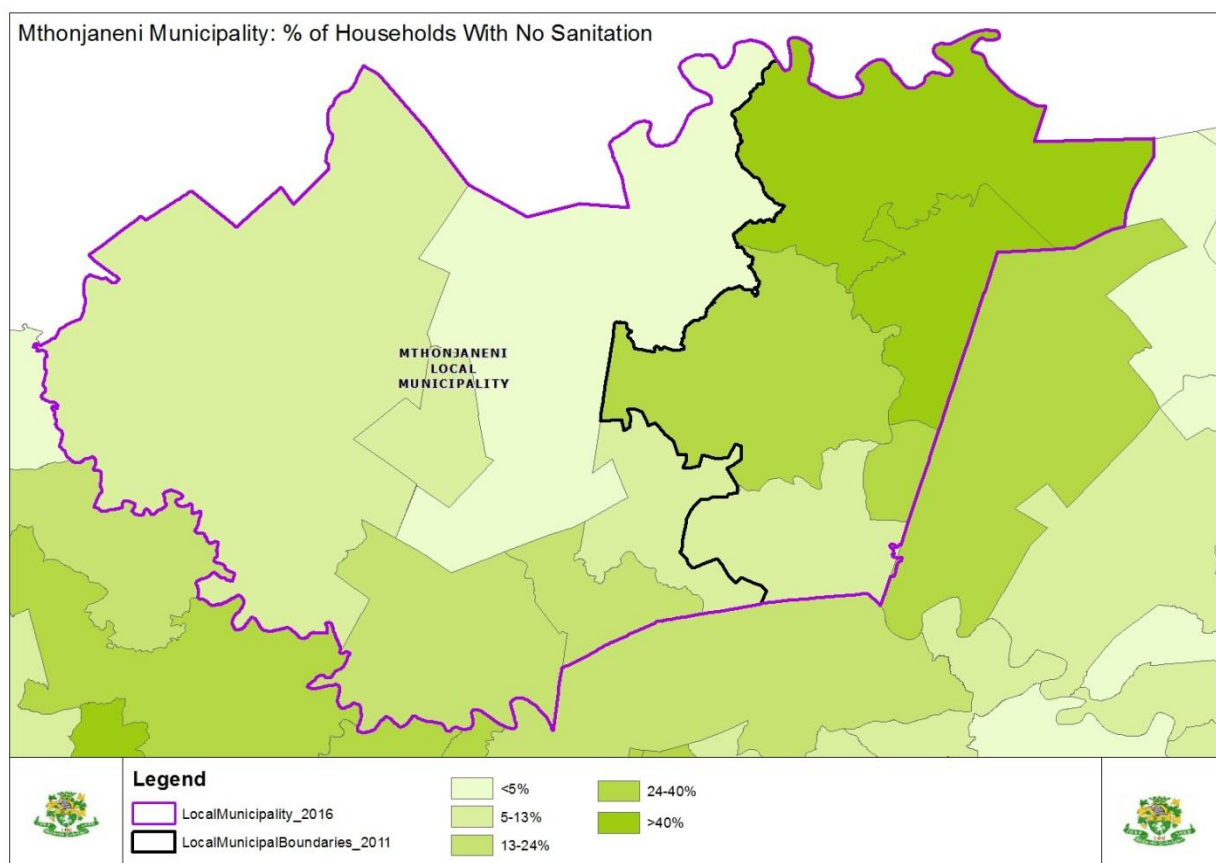 Mthonjaneni Municipality: % of Households With No Sanitation
MTHONJANENI
LOCAL
MUNICIPALITY
Legend
LocalMunicipality_2016
LocalMunicipalBoundaries_2011
<5%
5-13%
13-24%
24-40%
>40%